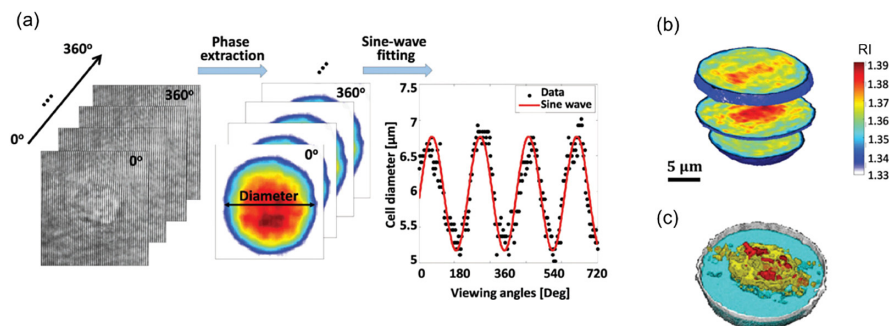 (a)
360°
0°
360°
0°
Phase
extraction
360°
0°
Diameter
Sine-wave
fitting
Data
Sine wave
7.5
7
6.5
6
5.5
5
Cell diameter [µm]
0 180 360 540 720
Viewing angles [Deg]
(b)
RI
1.39
1.38
1.37
1.36
1.35
1.34
1.33
5 µm
(c)